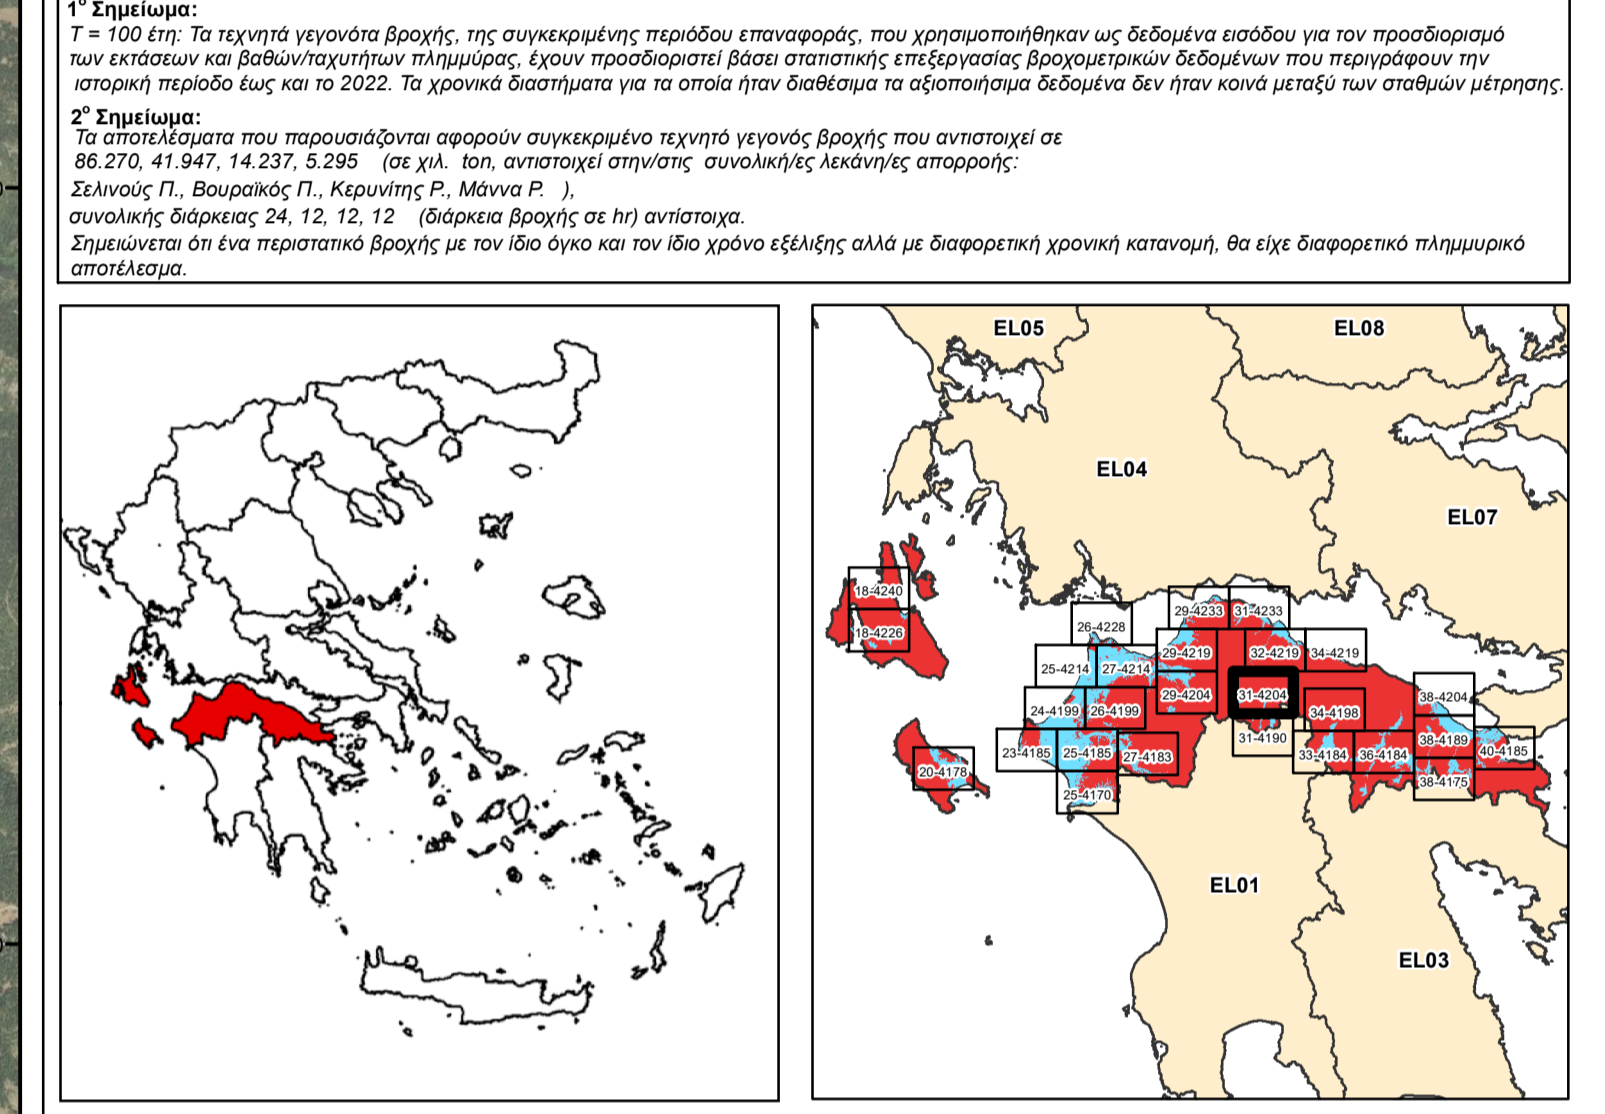 1ο Σημείωμα:
T = 100 έτη: Τα τεχνητά γεγονότα βροχής, της συγκεκριμένης περιόδου επαναφοράς, που χρησιμοποιήθηκαν ως δεδομένα εισόδου για τον προσδιορισμό
των εκτάσεων και βαθών/ταχυτήτων πλημμύρας, έχουν προσδιοριστεί βάσει στατιστικής επεξεργασίας βροχομετρικών δεδομένων που περιγράφουν την
ιστορική περίοδο έως και το 2022. Τα χρονικά διαστήματα για τα οποία ήταν διαθέσιμα τα αξιοποιήσιμα δεδομένα δεν ήταν κοινά μεταξύ των σταθμών μέτρησης.
2ο Σημείωμα:
Τα αποτελέσματα που παρουσιάζονται αφορούν συγκεκριμένο τεχνητό γεγονός βροχής που αντιστοιχεί σε
86.270, 41.947, 14.237, 5.295 (σε χιλ. ton, αντιστοιχεί στην/στις συνολική/ες λεκάνη/ες απορροής:
Σελινούς Π., Βουραϊκός Π., Κερυνίτης Ρ., Μάννα Ρ. ),
συνολικής διάρκειας 24, 12, 12, 12 (διάρκεια βροχής σε hr) αντίστοιχα.
Σημειώνεται ότι ένα περιστατικό βροχής με τον ίδιο όγκο και τον ίδιο χρόνο εξέλιξης αλλά με διαφορετική χρονική κατανομή, θα είχε διαφορετικό πλημμυρικό
αποτέλεσμα.
EL05
EL08
EL04
EL07
18-4240
18-4226
29-4233
31-4233
26-4228
29-4219
32-4219
34-4219
25-4214
27-4214
29-4204
31-4204
38-4204
24-4199
26-4199
34-4198
31-4190
38-4189
23-4185
25-4185
27-4183
33-4184
36-4184
40-4185
20-4178
38-4175
25-4170
EL01
EL03